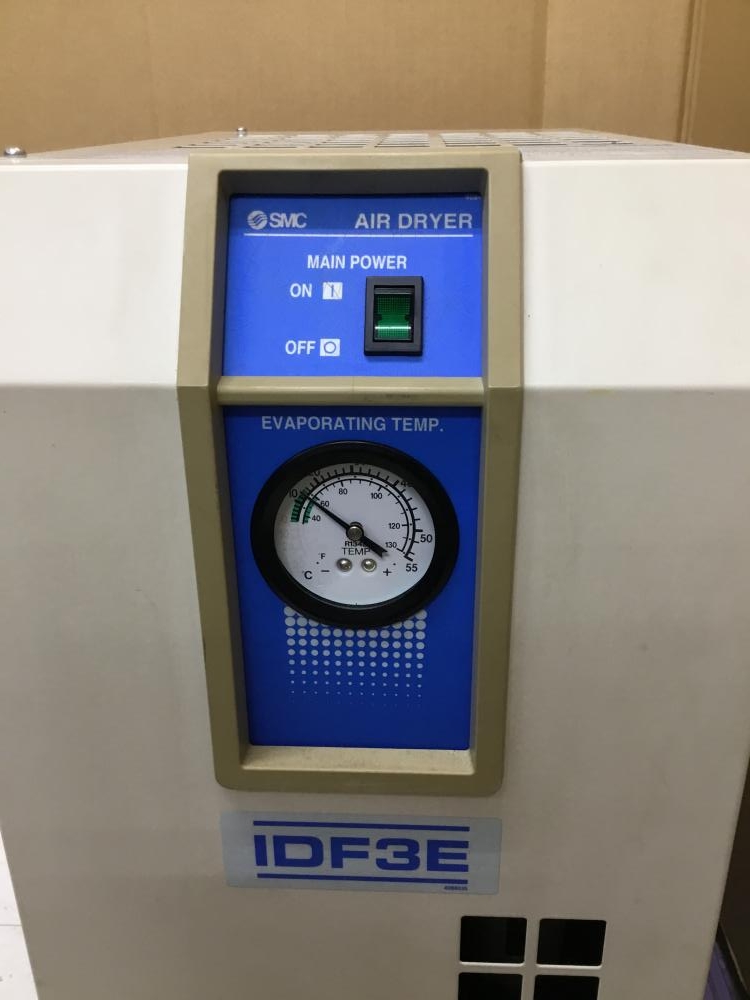 SMC AIR DRYER
MAIN POWER
ON
OFF
EVAPORATING TEMP.
80 100
60 120
40 130
50
55
TEMP
°F
°C - +
IDF3E